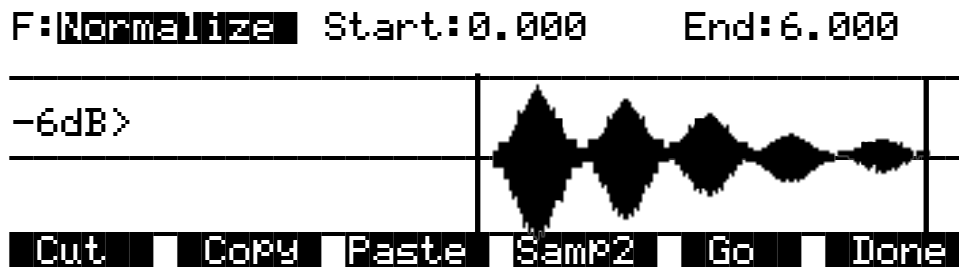 F:Normalize Start:0.000 End:6.000
-6dB>
Cut Copy Paste Samp2 Go Done